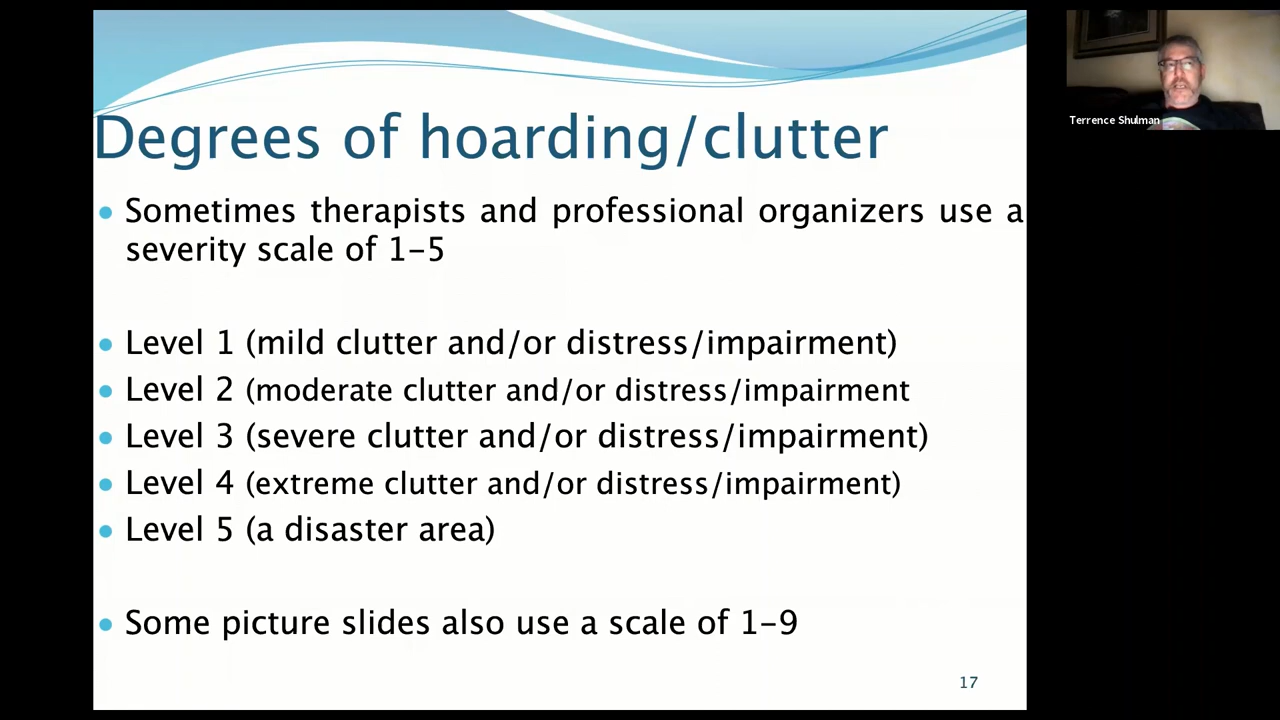 Degrees of hoarding/clutter
• Sometimes therapists and professional organizers use a
severity scale of 1–5
• Level 1 (mild clutter and/or distress/impairment)
• Level 2 (moderate clutter and/or distress/impairment
• Level 3 (severe clutter and/or distress/impairment)
• Level 4 (extreme clutter and/or distress/impairment)
• Level 5 (a disaster area)
• Some picture slides also use a scale of 1–9
17
Terrence Shulman